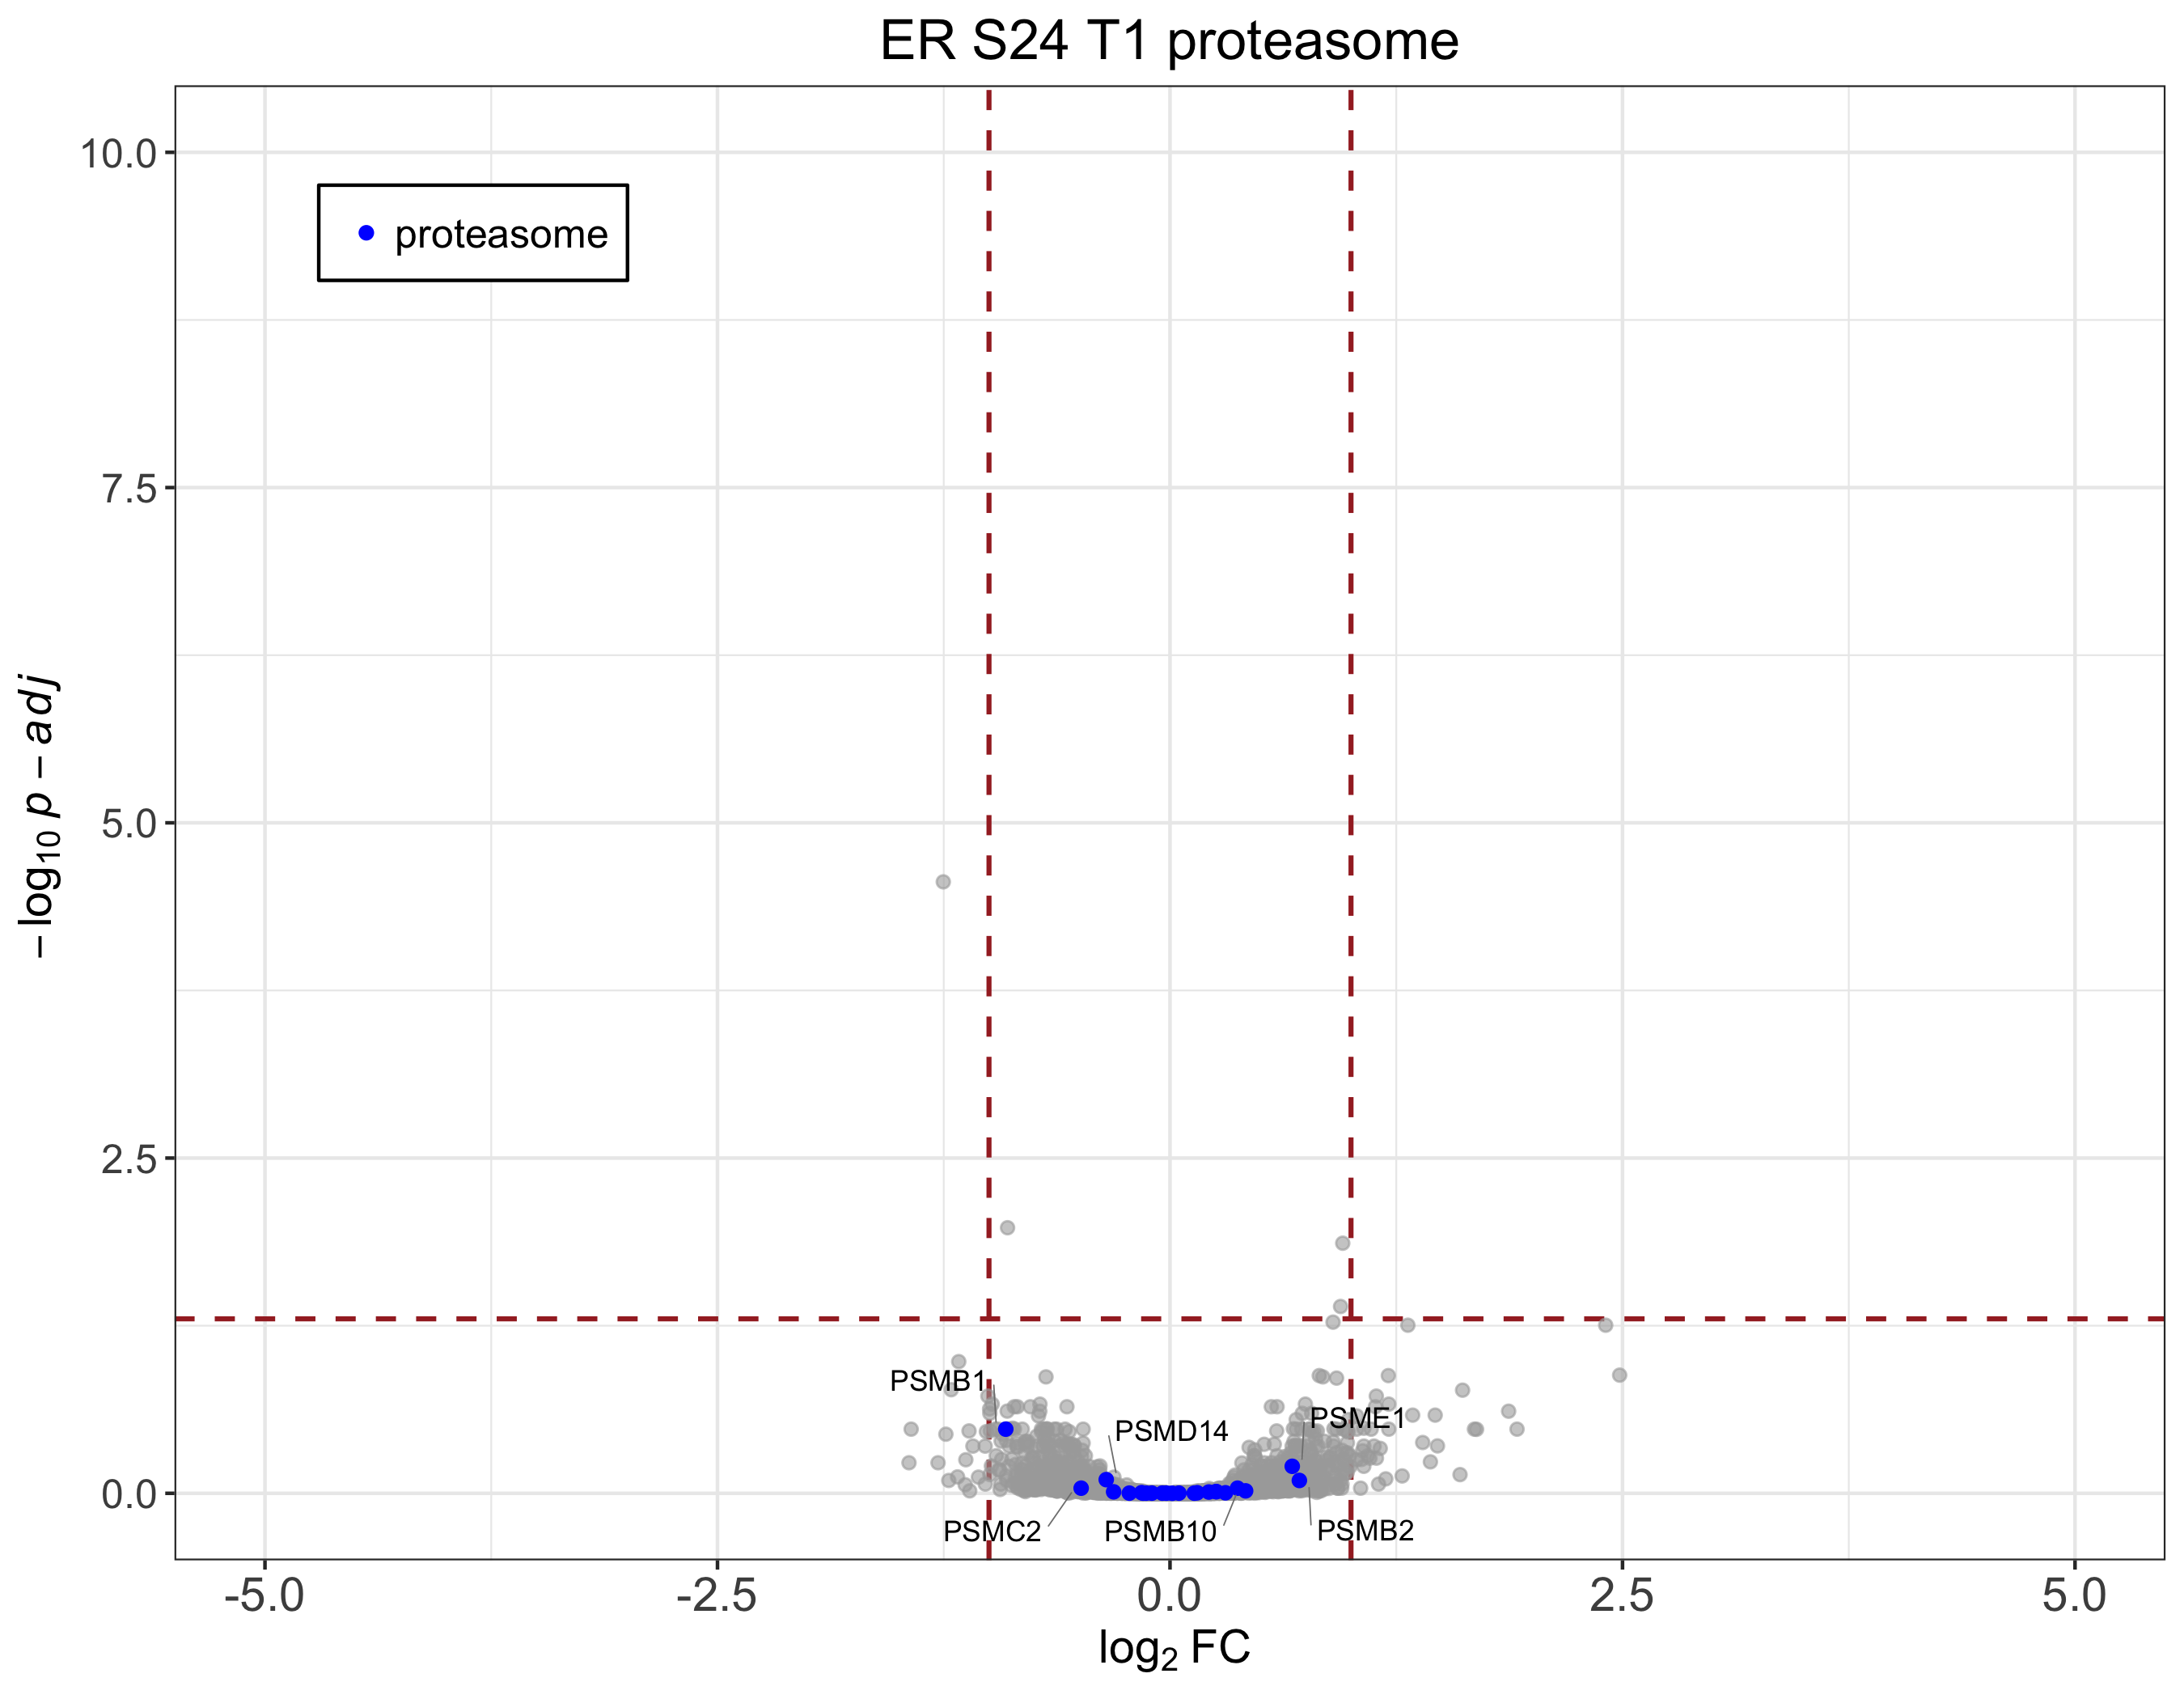 ER S24 T1 proteasome
10.0
proteasome
7.5
−log10 p − adj
5.0
2.5
PSMB1
PSME1
PSMD14
0.0
PSMC2
PSMB10
PSMB2
-5.0
-2.5
0.0
2.5
5.0
log2 FC